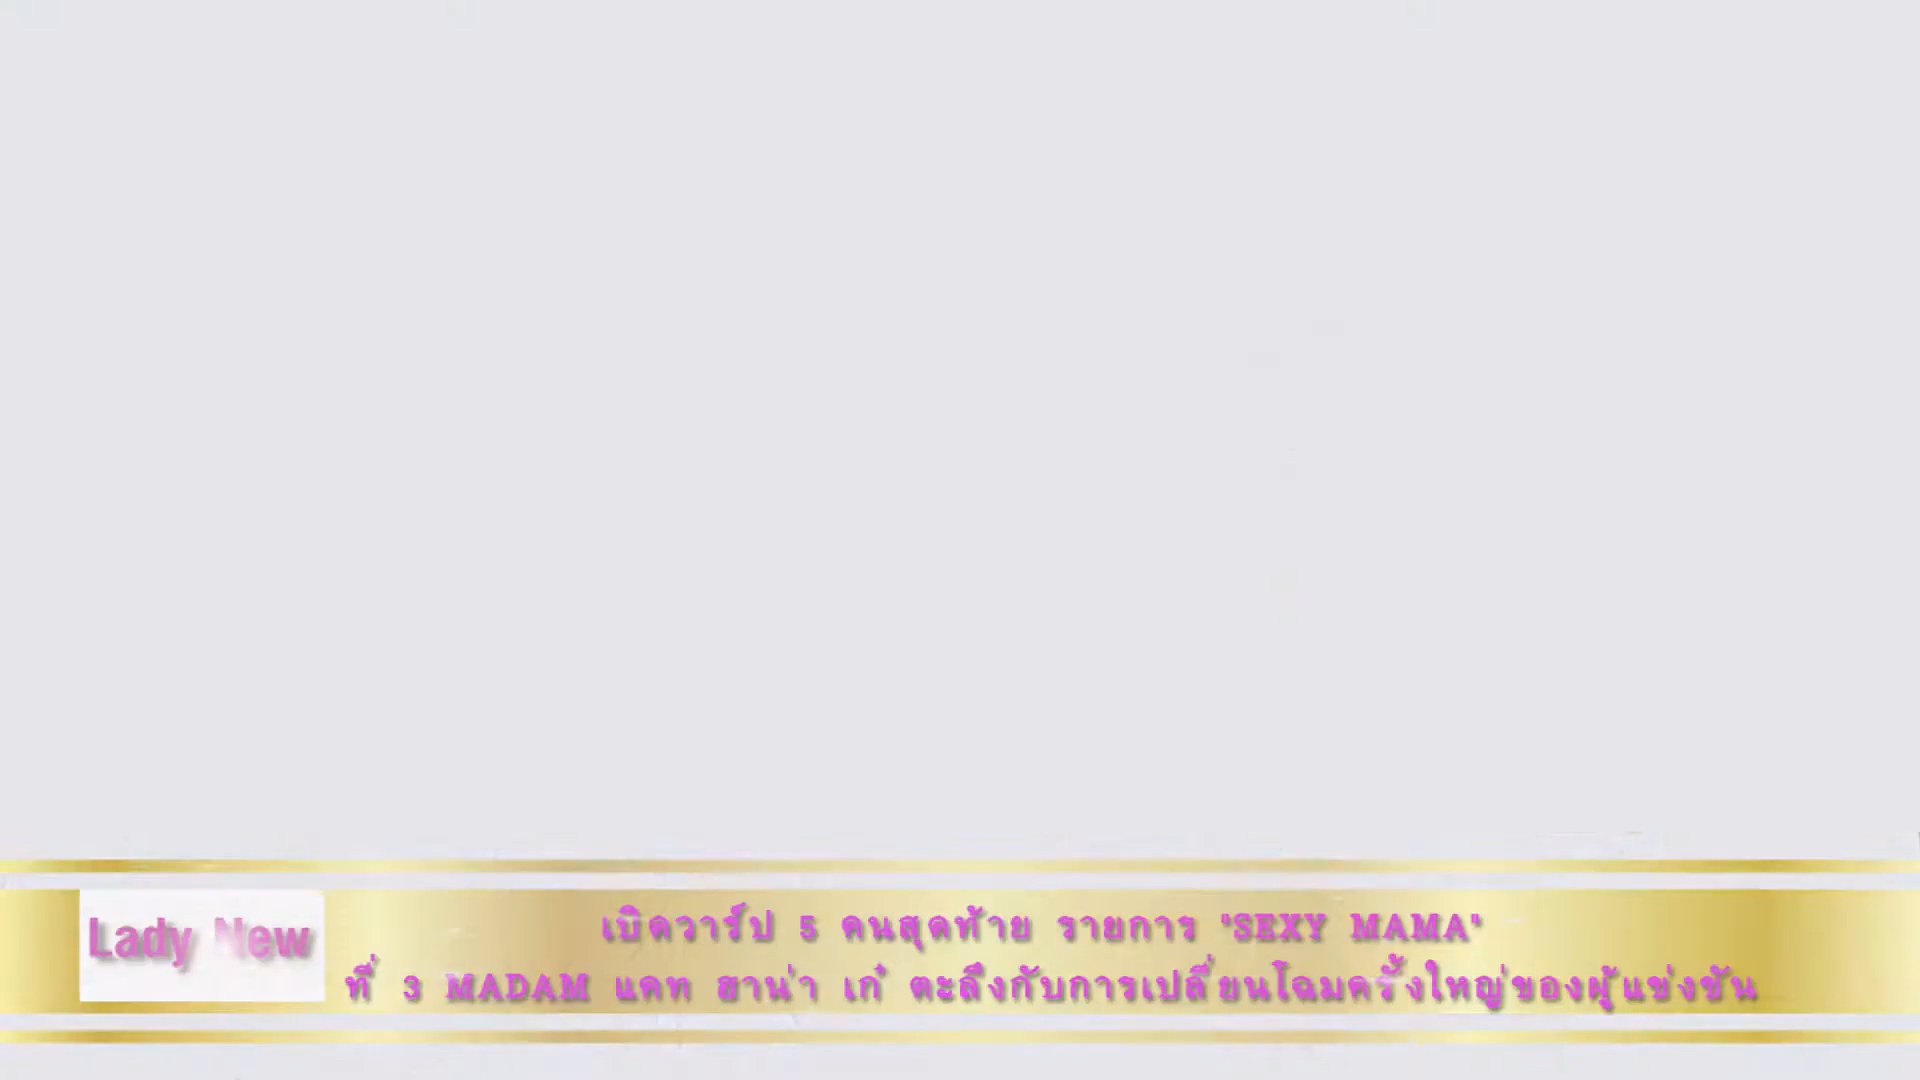 Lady New
เปิดวาร์ป 5 คนสุดท้าย รายการ "SEXY MAMA"
ที่ 3 MADAM แคท ฮาน่า เก๋ ตะลึงกับการเปลี่ยนโฉมครั้งใหญ่ของผู้แข่งขัน